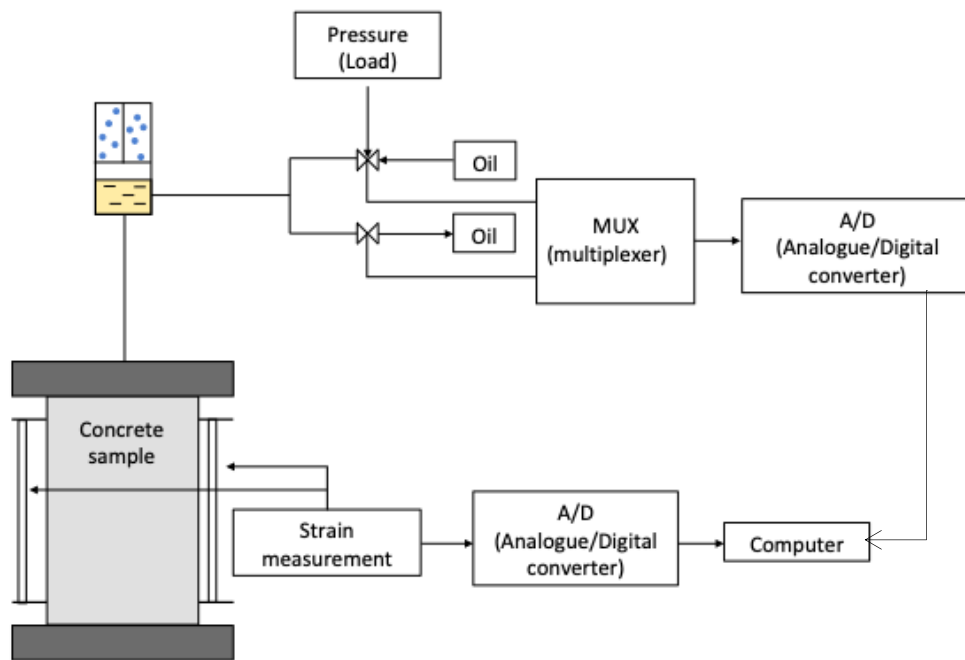 Pressure
(Load)
Oil
Oil
MUX
(multiplexer)
A/D
(Analogue/Digital
converter)
Concrete
sample
Strain
measurement
A/D
(Analogue/Digital
converter)
Computer